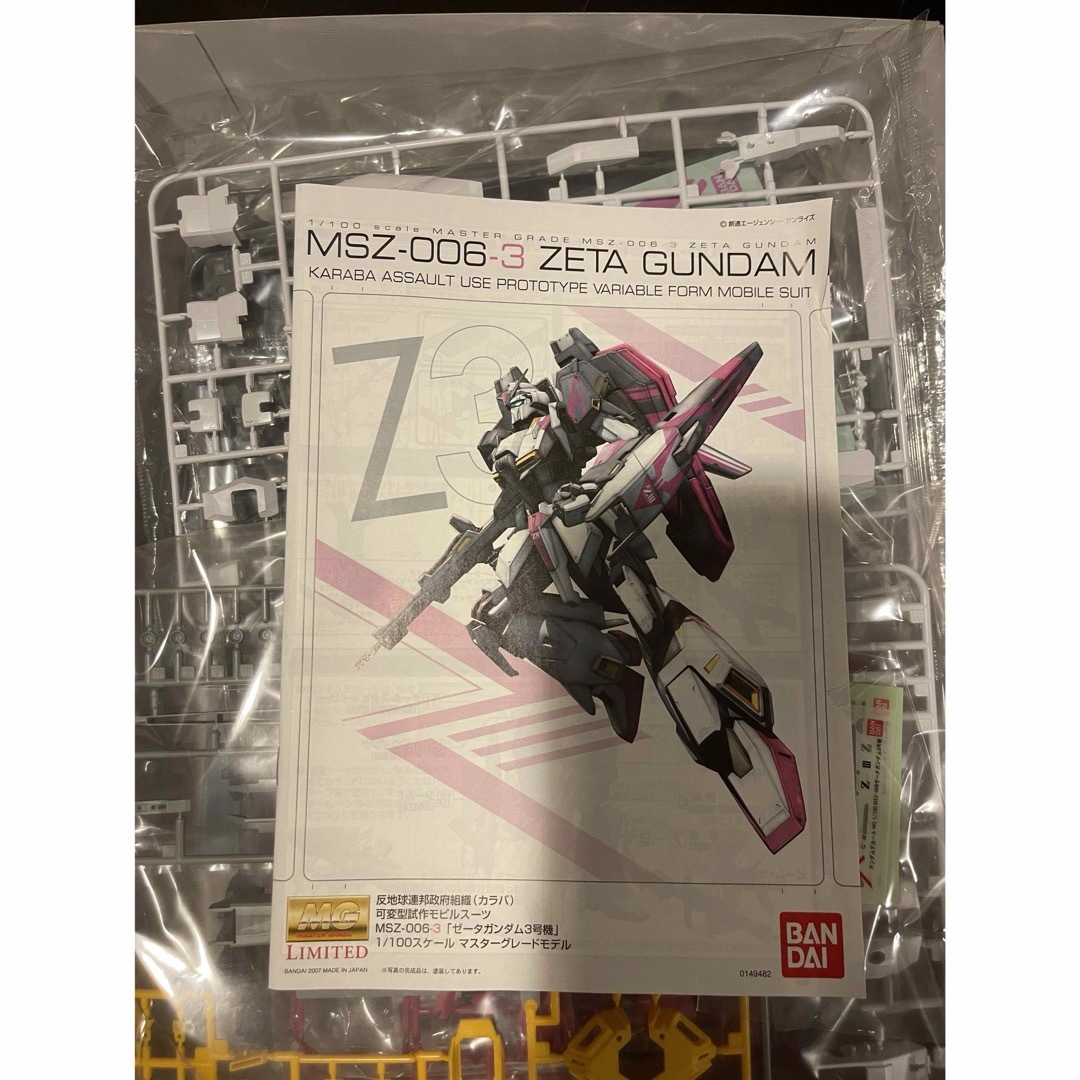 ©創通エージェンシー・サンライズ
1/100 scale MASTER GRADE MSZ-006-3 ZETA GUNDAM
MSZ-006-3 ZETA GUNDAM
KARABA ASSAULT USE PROTOTYPE VARIABLE FORM MOBILE SUIT
Z3
MG
LIMITED
反地球連邦政府組織（カラバ）
可変型試作モビルスーツ
MSZ-006-3「ゼータガンダム3号機」
1/100スケール マスターグレードモデル
BANDAI 2007 MADE IN JAPAN
※写真の完成品は、塗装してあります。
0149482
BAN
DAI